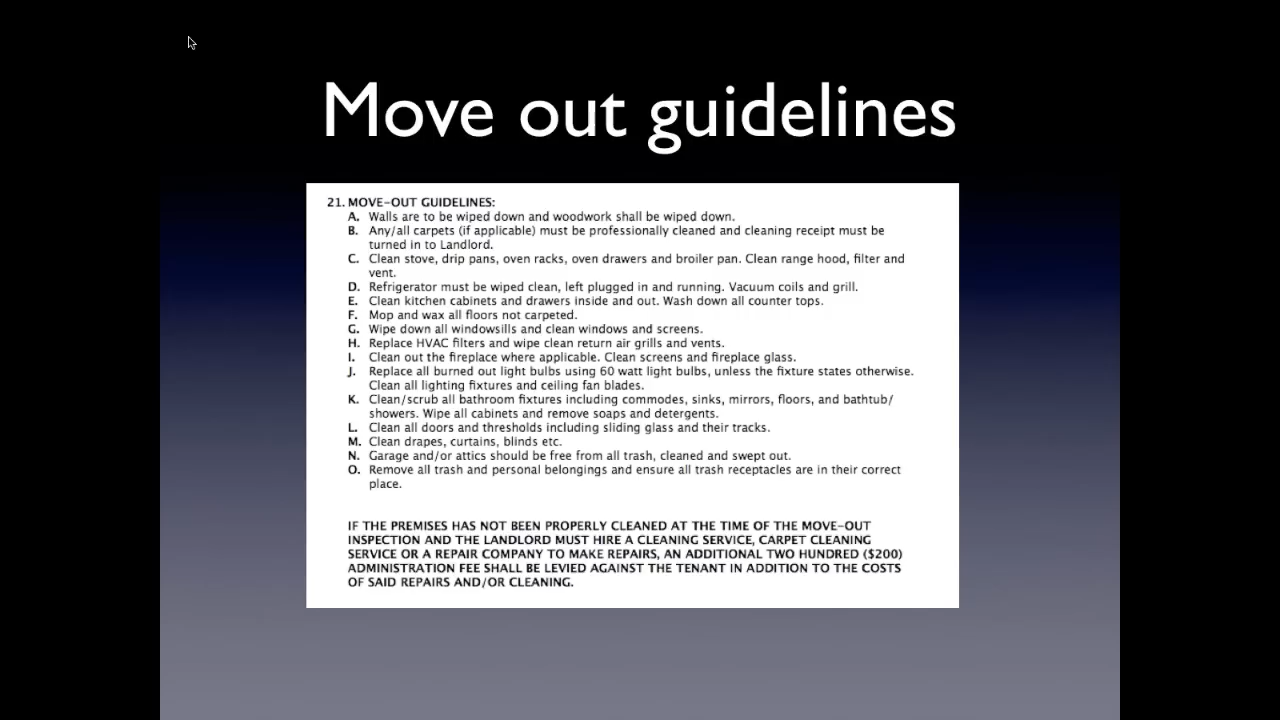 Move out guidelines
21. MOVE-OUT GUIDELINES:
A. Walls are to be wiped down and woodwork shall be wiped down.
B. Any/all carpets (if applicable) must be professionally cleaned and cleaning receipt must be
turned in to Landlord.
C. Clean stove, drip pans, oven racks, oven drawers and broiler pan. Clean range hood, filter and
vent.
D. Refrigerator must be wiped clean, left plugged in and running. Vacuum coils and grill.
E. Clean kitchen cabinets and drawers inside and out. Wash down all counter tops.
F. Mop and wax all floors not carpeted.
G. Wipe down all windowsills and clean windows and screens.
H. Replace HVAC filters and wipe clean return air grills and vents.
I. Clean out the fireplace where applicable. Clean screens and fireplace glass.
J. Replace all burned out light bulbs using 60 watt light bulbs, unless the fixture states otherwise.
Clean all lighting fixtures and ceiling fan blades.
K. Clean/scrub all bathroom fixtures including commodes, sinks, mirrors, floors, and bathtub/
showers. Wipe all cabinets and remove soaps and detergents.
L. Clean all doors and thresholds including sliding glass and their tracks.
M. Clean drapes, curtains, blinds etc.
N. Garage and/or attics should be free from all trash, cleaned and swept out.
O. Remove all trash and personal belongings and ensure all trash receptacles are in their correct
place.
IF THE PREMISES HAS NOT BEEN PROPERLY CLEANED AT THE TIME OF THE MOVE-OUT
INSPECTION AND THE LANDLORD MUST HIRE A CLEANING SERVICE, CARPET CLEANING
SERVICE OR A REPAIR COMPANY TO MAKE REPAIRS, AN ADDITIONAL TWO HUNDRED ($200)
ADMINISTRATION FEE SHALL BE LEVIED AGAINST THE TENANT IN ADDITION TO THE COSTS
OF SAID REPAIRS AND/OR CLEANING.